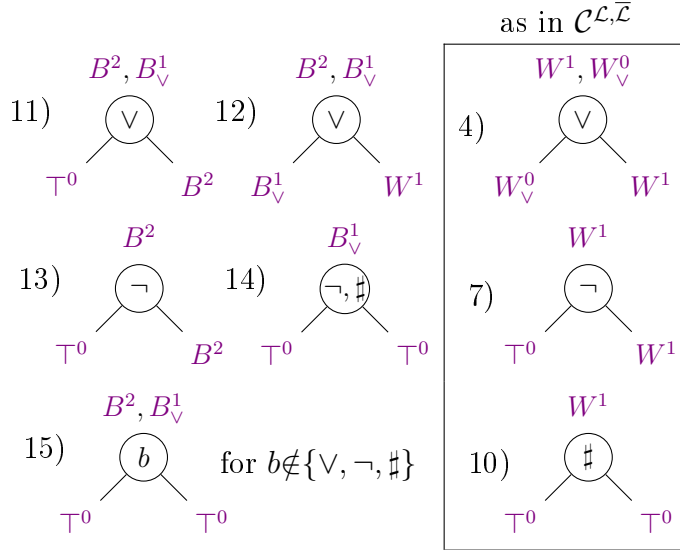 as in 𝒞^{ℒ,ℒ̅}
B², B¹_∨ B², B¹_∨ W¹, W⁰_∨
11) ∨ 12) ∨ 4) ∨
⊤⁰ B² B¹_∨ W¹ W⁰_∨ W¹
B² B¹_∨ W¹
13) ¬ 14) ¬, ♯ 7) ¬
⊤⁰ B² ⊤⁰ ⊤⁰ ⊤⁰ W¹
B², B¹_∨ W¹
15) b for b∉{∨, ¬, ♯} 10) ♯
⊤⁰ ⊤⁰ ⊤⁰ ⊤⁰